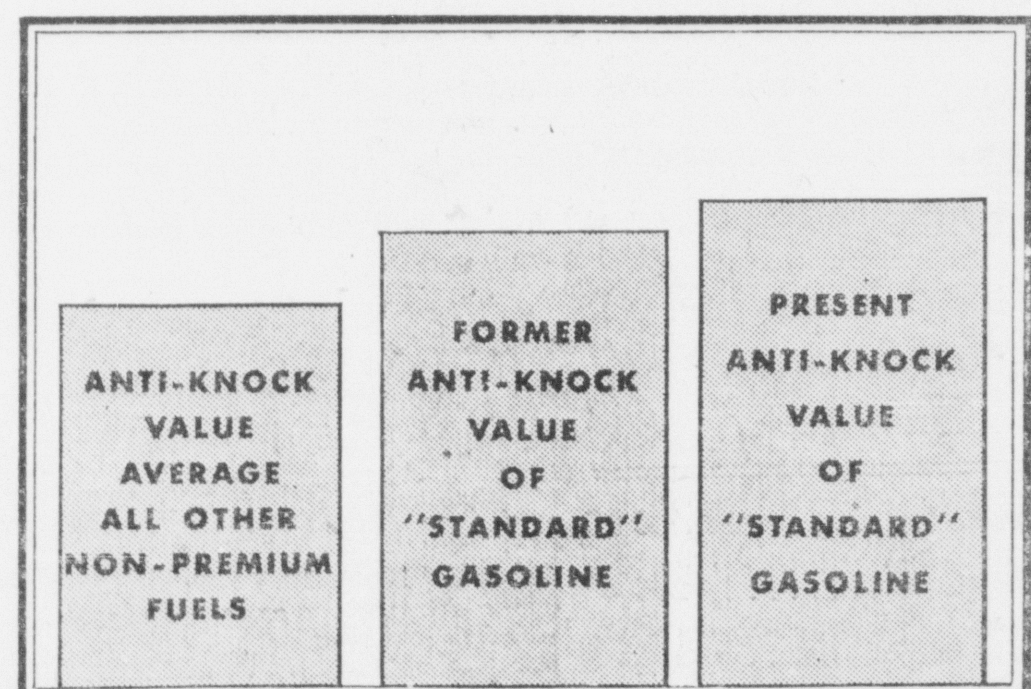 ANTI-KNOCK
VALUE
AVERAGE
ALL OTHER
NON-PREMIUM
FUELS
FORMER
ANTI-KNOCK
VALUE
OF
"STANDARD"
GASOLINE
PRESENT
ANTI-KNOCK
VALUE
OF
"STANDARD"
GASOLINE